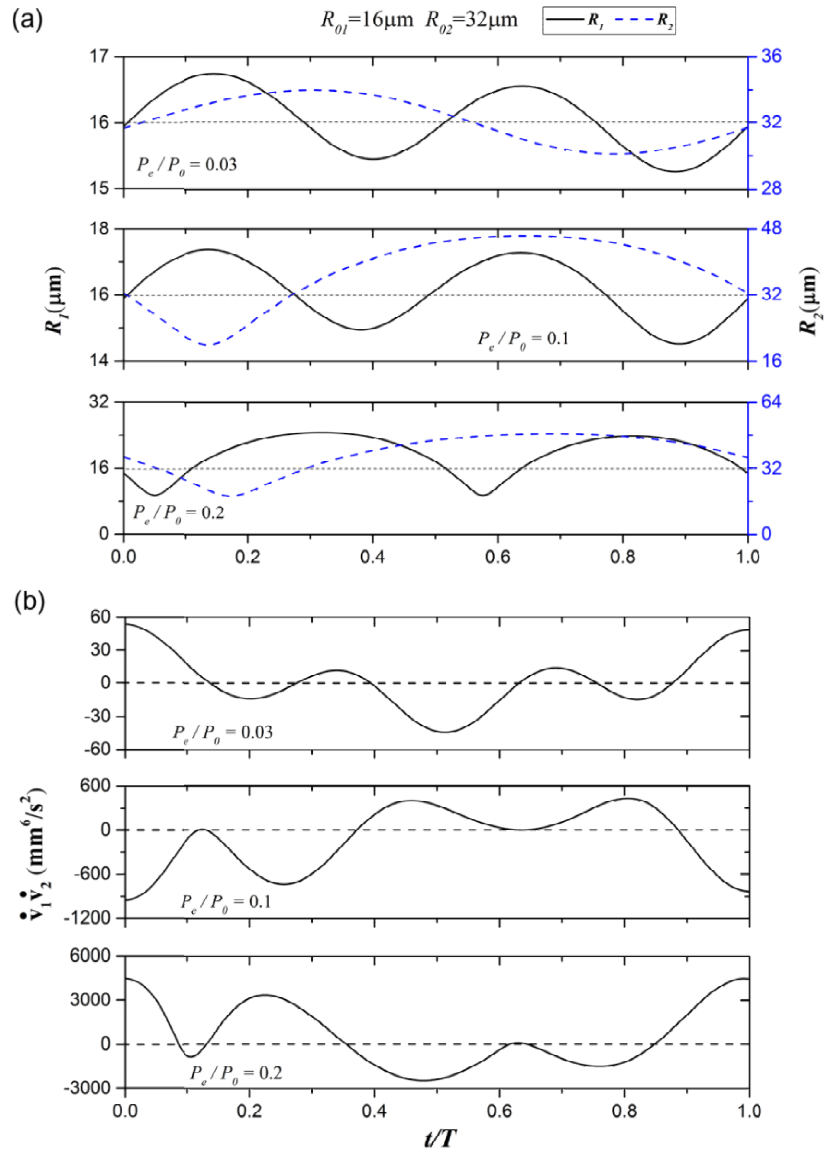 (a)
R01=16μm R02=32μm
R1 R2
17
16
15
36
32
28
Pe/P0 = 0.03
18
16
14
48
32
16
Pe/P0 = 0.1
R1(μm)
R2(μm)
32
16
0
64
48
32
16
0
Pe/P0 = 0.2
0.0 0.2 0.4 0.6 0.8 1.0
(b)
60
30
0
-30
-60
Pe/P0 = 0.03
600
0
-600
-1200
Pe/P0 = 0.1
v̇1v̇2 (mm6/s2)
6000
3000
0
-3000
Pe/P0 = 0.2
0.0 0.2 0.4 0.6 0.8 1.0
t/T